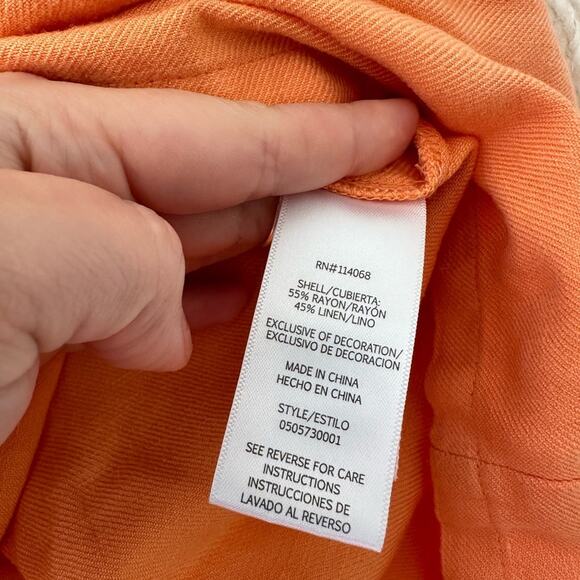 RN#114068
SHELL/CUBIERTA:
55% RAYON/RAYÓN
45% LINEN/LINO
EXCLUSIVE OF DECORATION/
EXCLUSIVO DE DECORACION
MADE IN CHINA
HECHO EN CHINA
STYLE/ESTILO
0505730001
SEE REVERSE FOR CARE
INSTRUCTIONS
INSTRUCCIONES DE
LAVADO AL REVERSO